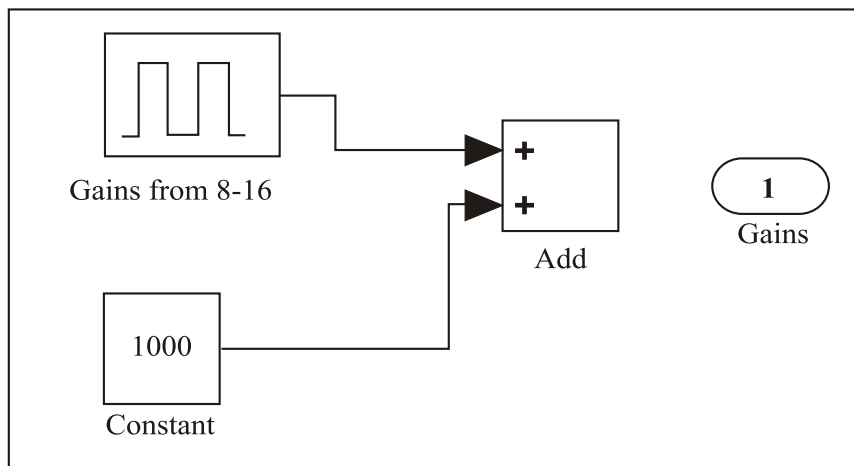 Gains from 8-16
+
+
1
Gains
Add
1000
Constant